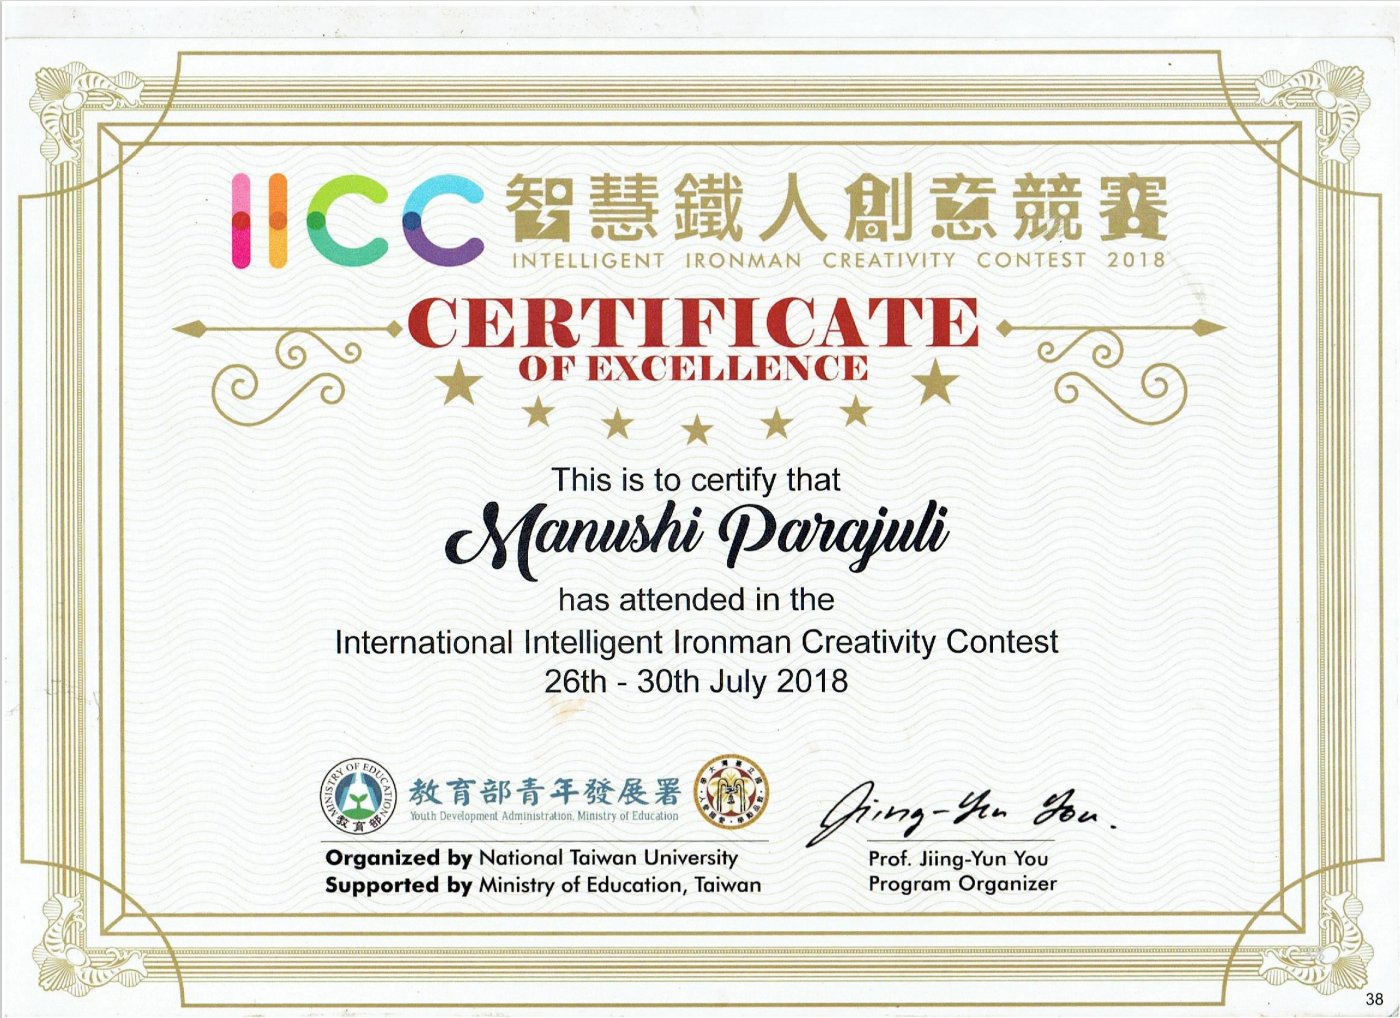 IICC 智慧鐵人創意競賽
INTELLIGENT IRONMAN CREATIVITY CONTEST 2018
CERTIFICATE
OF EXCELLENCE
This is to certify that
Manushi Parajuli
has attended in the
International Intelligent Ironman Creativity Contest
26th - 30th July 2018
MINISTRY OF EDUCATION
教育部
教育部青年發展署
Youth Development Administration, Ministry of Education
Jiing-Yun You.
Organized by National Taiwan University
Supported by Ministry of Education, Taiwan
Prof. Jiing-Yun You
Program Organizer
38